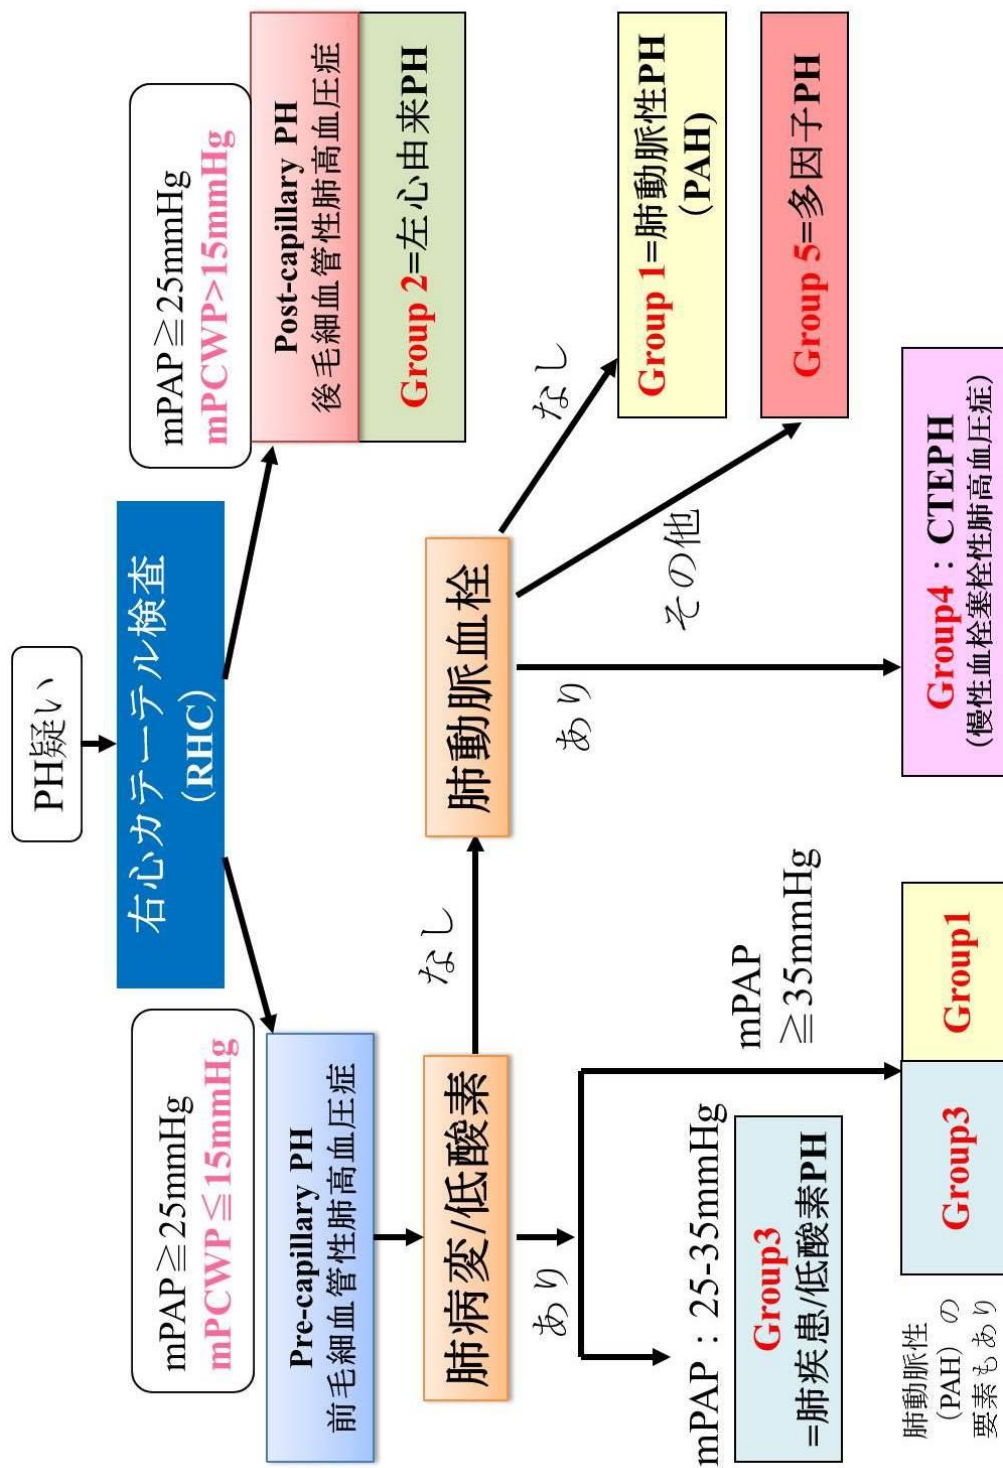 PH疑い
右心カテーテル検査
（RHC）
mPAP≧25mmHg
mPCWP≦15mmHg
mPAP≧25mmHg
mPCWP>15mmHg
Pre-capillary PH
前毛細血管性肺高血圧症
Post-capillary PH
後毛細血管性肺高血圧症
Group 2=左心由来PH
肺病変/低酸素
なし
肺動脈血栓
なし
Group 1=肺動脈性PH
（PAH）
その他
Group 5=多因子PH
あり
Group4：CTEPH
（慢性血栓塞栓性肺高血圧症）
あり
mPAP：25-35mmHg
Group3
=肺疾患/低酸素PH
mPAP
≧35mmHg
肺動脈性
（PAH）の
要素もあり
Group3
Group1